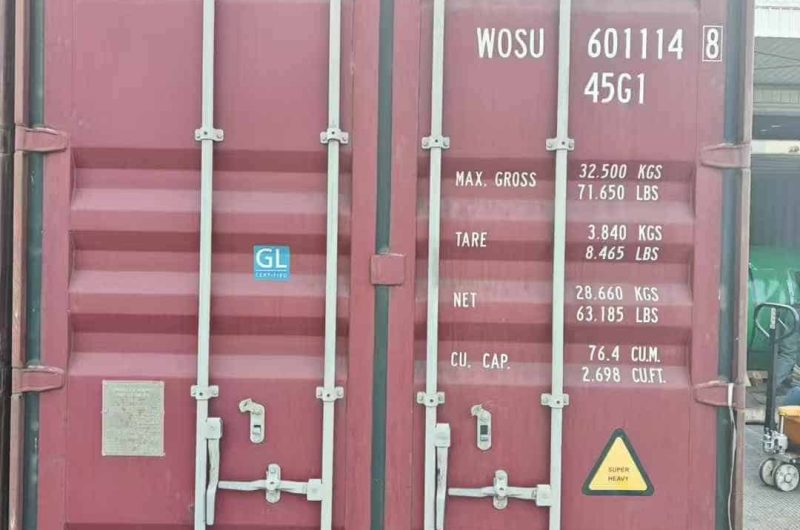 WOSU 601114 8
45G1
MAX. GROSS 32.500 KGS
71.650 LBS
TARE 3.840 KGS
8.465 LBS
NET 28.660 KGS
63.185 LBS
CU. CAP. 76.4 CU.M.
2.698 CU.FT.
GL
CERTIFIED
SUPER
HEAVY